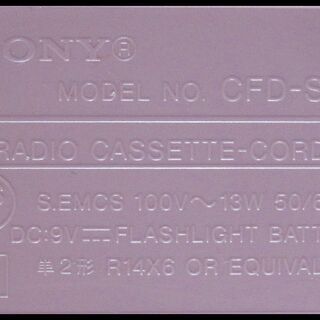 SONY®
MODEL NO. CFD-S
RADIO CASSETTE-CORD
S.EMCS 100V～13W 50/6
DC:9V⎓FLASHLIGHT BATT
単2形 R14X6 OR EQUIVAL